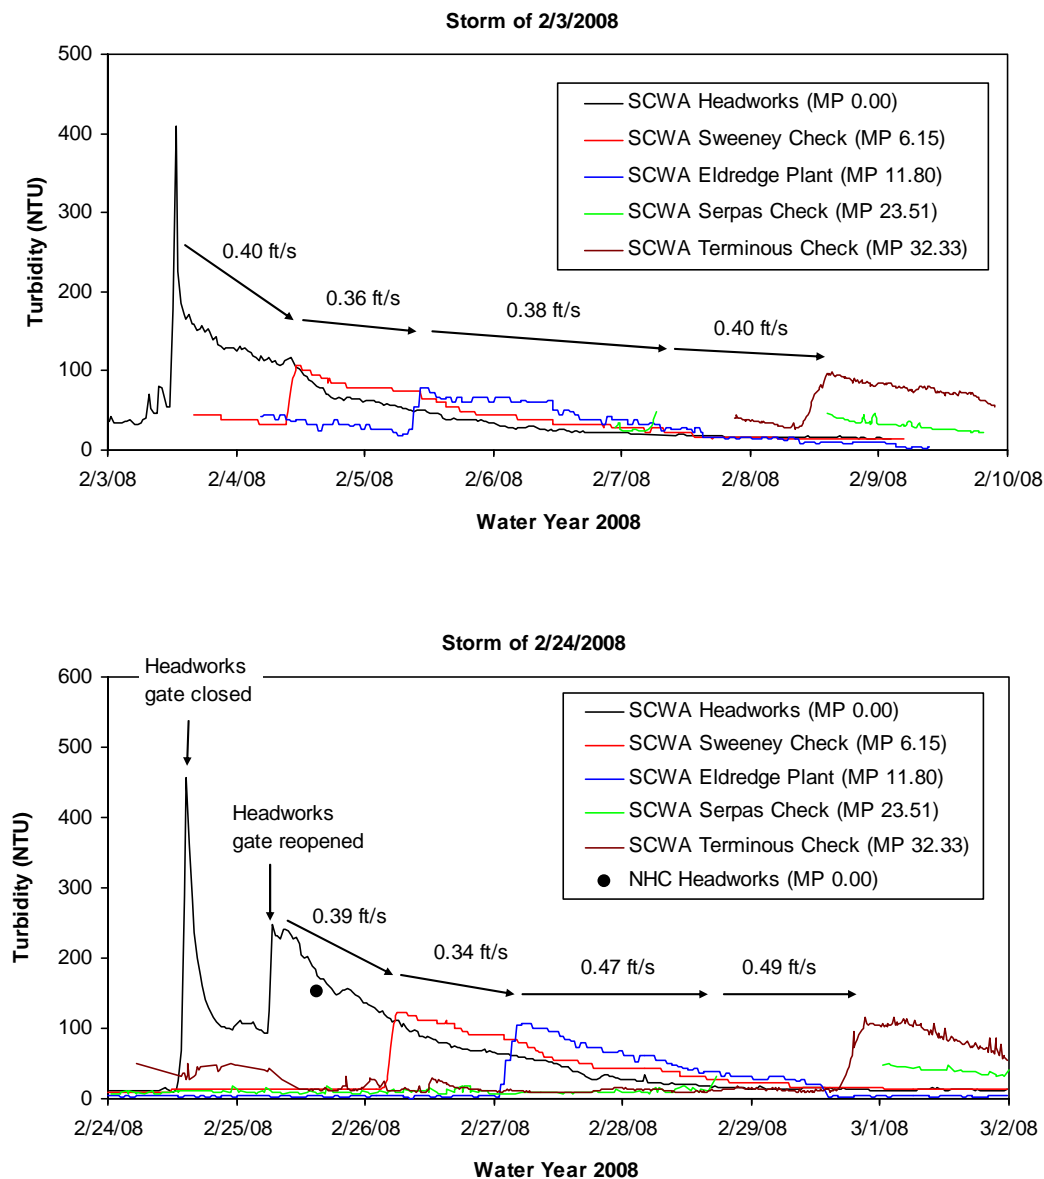 Storm of 2/3/2008
500
400
300
200
100
0
Turbidity (NTU)
SCWA Headworks (MP 0.00)
SCWA Sweeney Check (MP 6.15)
SCWA Eldredge Plant (MP 11.80)
SCWA Serpas Check (MP 23.51)
SCWA Terminous Check (MP 32.33)
0.40 ft/s
0.36 ft/s
0.38 ft/s
0.40 ft/s
2/3/08 2/4/08 2/5/08 2/6/08 2/7/08 2/8/08 2/9/08 2/10/08
Water Year 2008
Storm of 2/24/2008
600
500
400
300
200
100
0
Turbidity (NTU)
Headworks
gate closed
Headworks
gate reopened
SCWA Headworks (MP 0.00)
SCWA Sweeney Check (MP 6.15)
SCWA Eldredge Plant (MP 11.80)
SCWA Serpas Check (MP 23.51)
SCWA Terminous Check (MP 32.33)
NHC Headworks (MP 0.00)
0.39 ft/s
0.34 ft/s
0.47 ft/s
0.49 ft/s
2/24/08 2/25/08 2/26/08 2/27/08 2/28/08 2/29/08 3/1/08 3/2/08
Water Year 2008